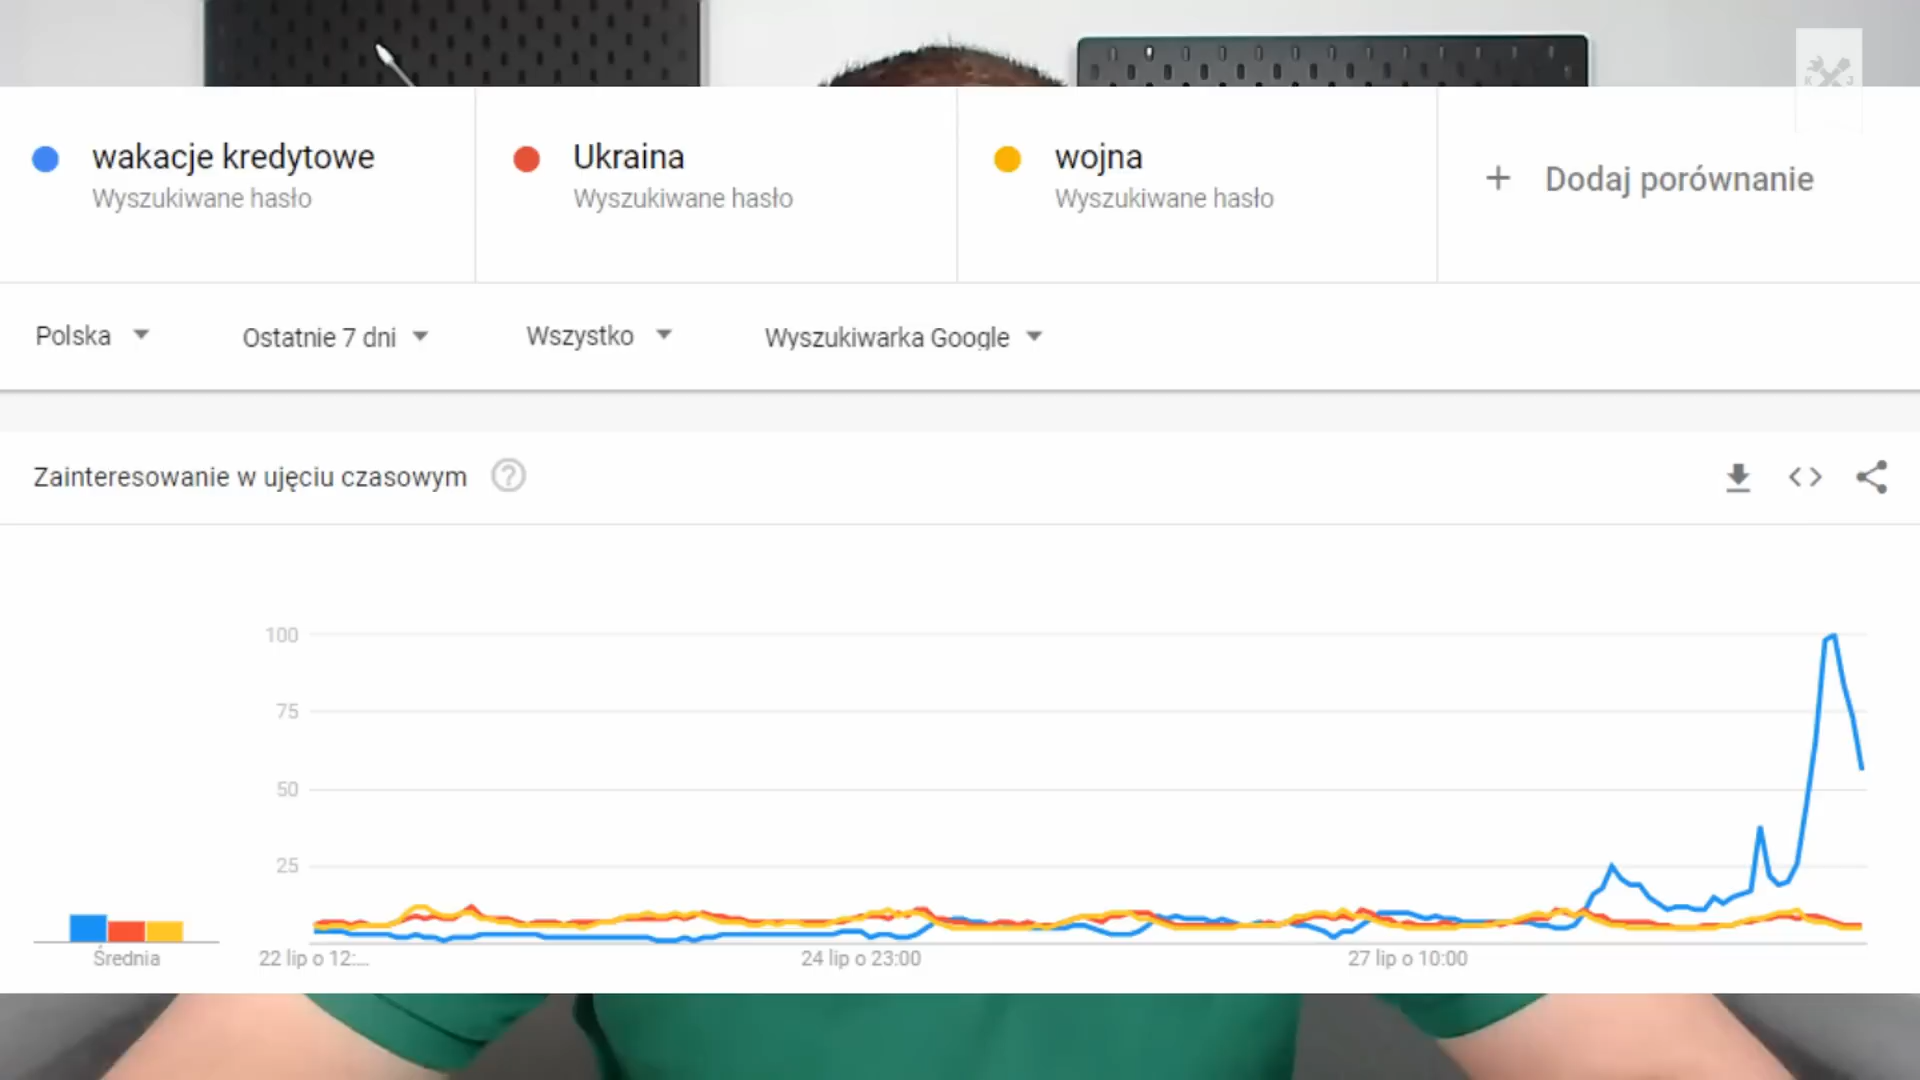 K J
wakacje kredytowe
Wyszukiwane hasło
Ukraina
Wyszukiwane hasło
wojna
Wyszukiwane hasło
+ Dodaj porównanie
Polska
Ostatnie 7 dni
Wszystko
Wyszukiwarka Google
Zainteresowanie w ujęciu czasowym ?
100
75
50
25
Średnia
22 lip o 12:...
24 lip o 23:00
27 lip o 10:00